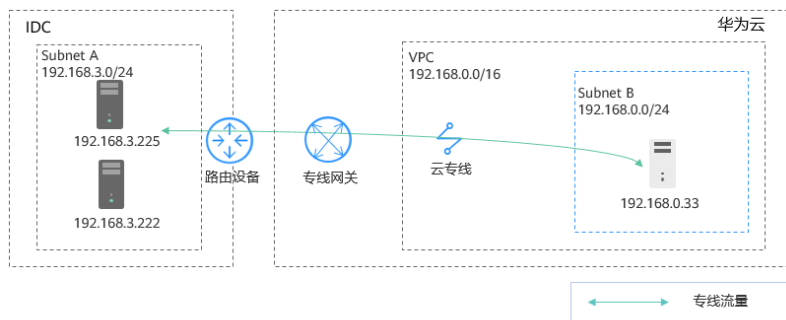 IDC
Subnet A
192.168.3.0/24
192.168.3.225
192.168.3.222
路由设备
华为云
专线网关
VPC
192.168.0.0/16
云专线
Subnet B
192.168.0.0/24
192.168.0.33
专线流量